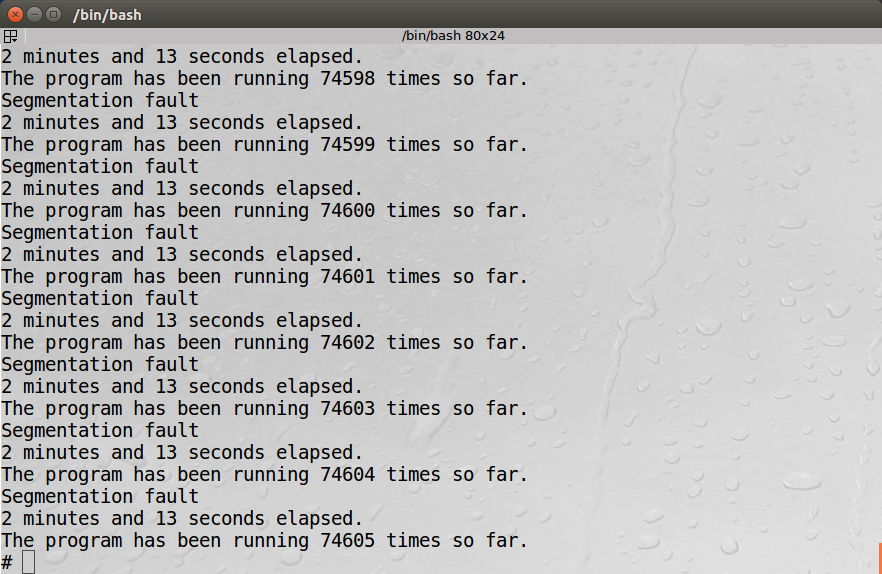 /bin/bash
/bin/bash 80x24
2 minutes and 13 seconds elapsed.
The program has been running 74598 times so far.
Segmentation fault
2 minutes and 13 seconds elapsed.
The program has been running 74599 times so far.
Segmentation fault
2 minutes and 13 seconds elapsed.
The program has been running 74600 times so far.
Segmentation fault
2 minutes and 13 seconds elapsed.
The program has been running 74601 times so far.
Segmentation fault
2 minutes and 13 seconds elapsed.
The program has been running 74602 times so far.
Segmentation fault
2 minutes and 13 seconds elapsed.
The program has been running 74603 times so far.
Segmentation fault
2 minutes and 13 seconds elapsed.
The program has been running 74604 times so far.
Segmentation fault
2 minutes and 13 seconds elapsed.
The program has been running 74605 times so far.
#